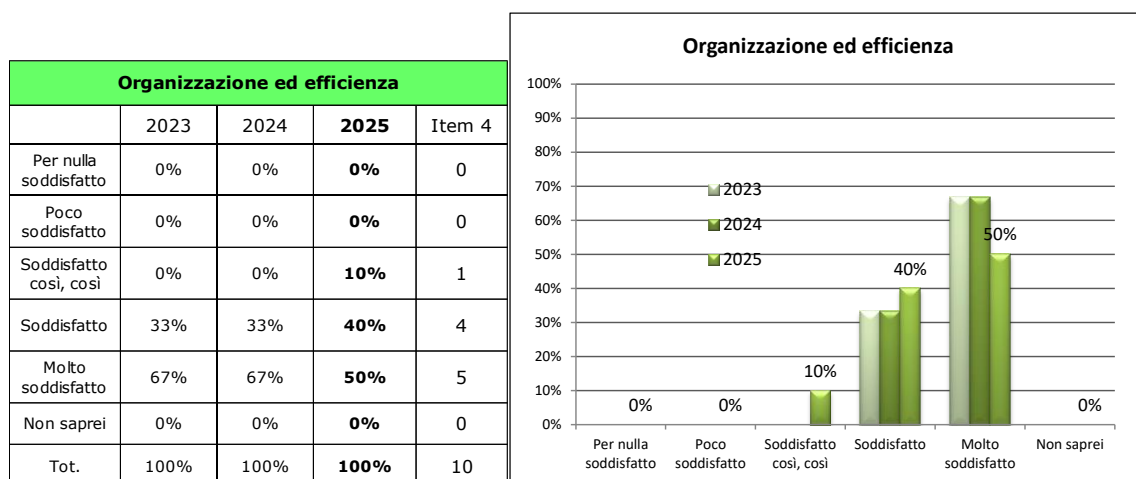 Organizzazione ed efficienza
2023 2024 2025 Item 4
Per nulla
soddisfatto 0% 0% 0% 0
Poco
soddisfatto 0% 0% 0% 0
Soddisfatto
così, così 0% 0% 10% 1
Soddisfatto 33% 33% 40% 4
Molto
soddisfatto 67% 67% 50% 5
Non saprei 0% 0% 0% 0
Tot. 100% 100% 100% 10
Organizzazione ed efficienza
100%
90%
80%
70%
60%
50%
40%
30%
20%
10%
0%
2023
2024
2025
0% 0% 10% 40% 50% 0%
Per nulla
soddisfatto
Poco
soddisfatto
Soddisfatto
così, così
Soddisfatto
Molto
soddisfatto
Non saprei